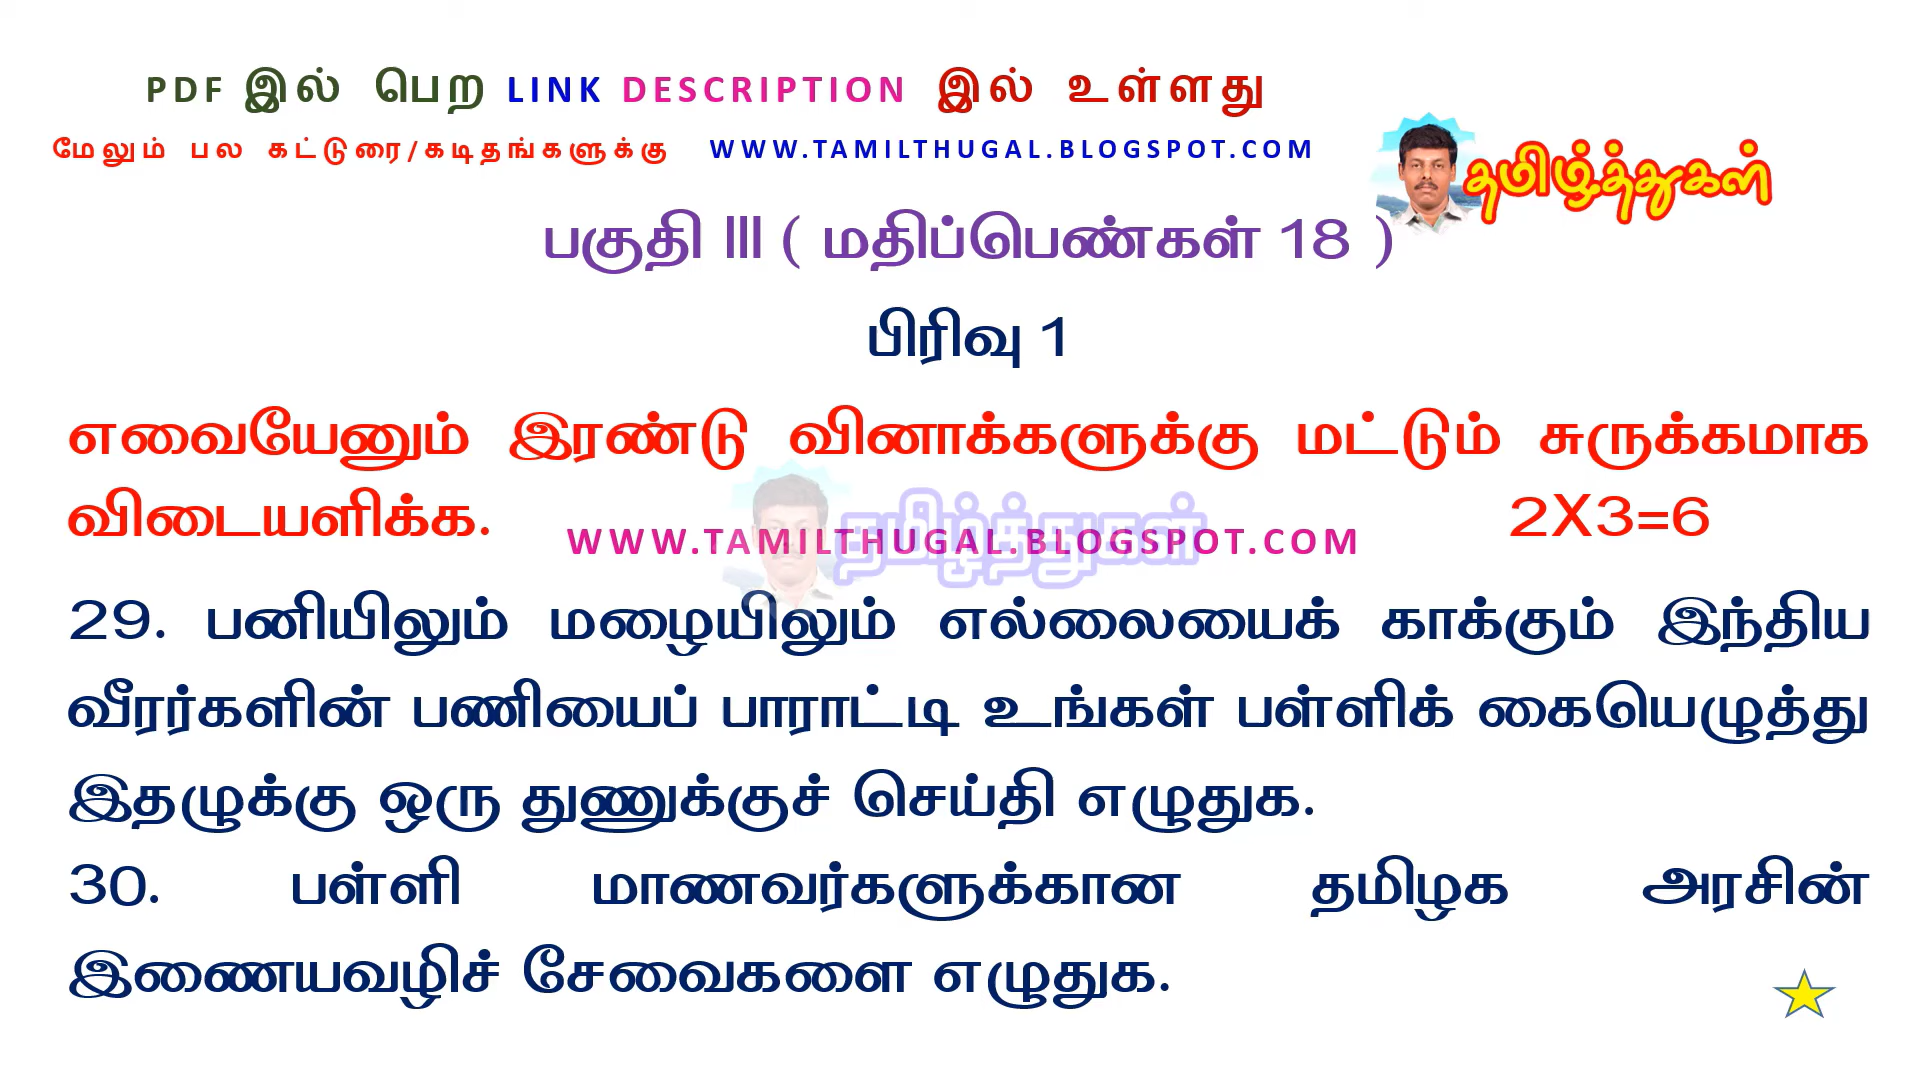 PDF இல் பெற LINK DESCRIPTION இல் உள்ளது
மேலும் பல கட்டுரை/கடிதங்களுக்கு WWW.TAMILTHUGAL.BLOGSPOT.COM
தமிழ்த்துகள்
பகுதி III ( மதிப்பெண்கள் 18 )
பிரிவு 1
எவையேனும் இரண்டு வினாக்களுக்கு மட்டும் சுருக்கமாக
விடையளிக்க. 2X3=6
WWW.TAMILTHUGAL.BLOGSPOT.COM
தமிழ்த்துகள்
29. பனியிலும் மழையிலும் எல்லையைக் காக்கும் இந்திய
வீரர்களின் பணியைப் பாராட்டி உங்கள் பள்ளிக் கையெழுத்து
இதழுக்கு ஒரு துணுக்குச் செய்தி எழுதுக.
30. பள்ளி மாணவர்களுக்கான தமிழக அரசின்
இணையவழிச் சேவைகளை எழுதுக.